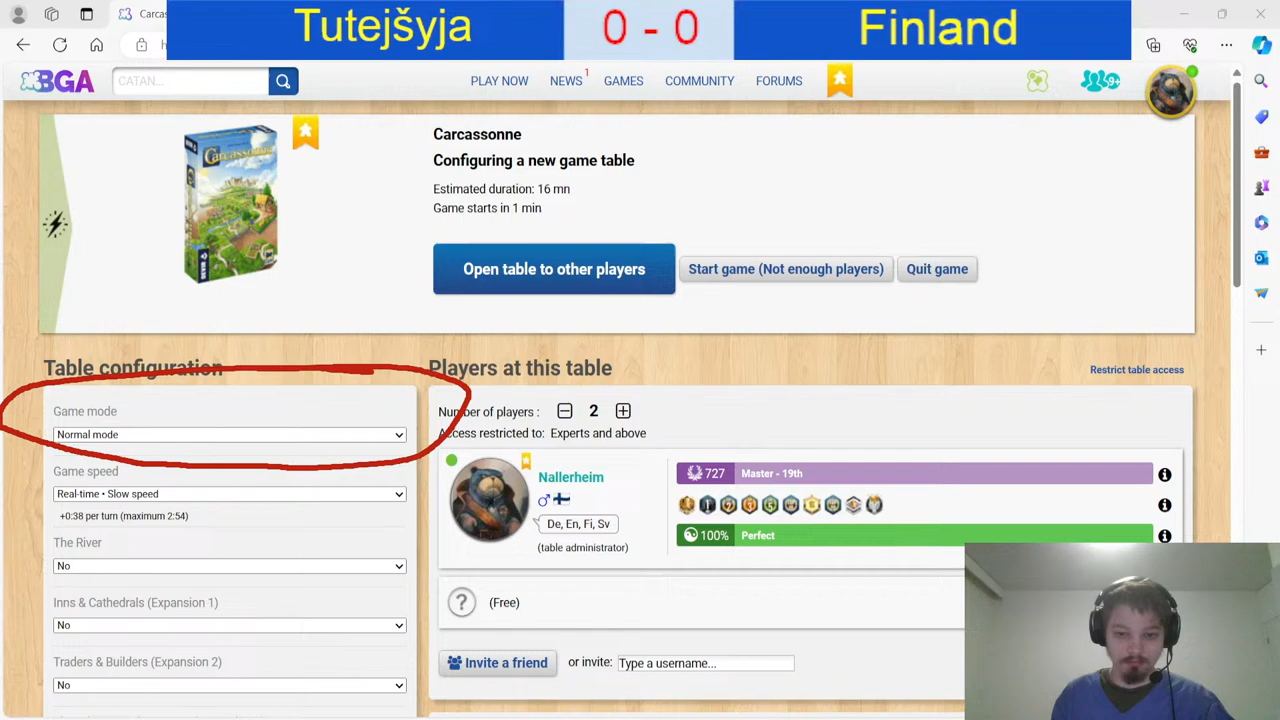 Tutejšyja
0 - 0
Finland
Carcas
BGA
CATAN...
PLAY NOW
NEWS
1
GAMES
COMMUNITY
FORUMS
9+
Carcassonne
Carcassonne
Configuring a new game table
Estimated duration: 16 mn
Game starts in 1 min
Open table to other players
Start game (Not enough players)
Quit game
Table configuration
Game mode
Normal mode
Game speed
Real-time • Slow speed
+0:38 per turn (maximum 2:54)
The River
No
Inns & Cathedrals (Expansion 1)
No
Traders & Builders (Expansion 2)
No
Players at this table
Restrict table access
Number of players :
2
Access restricted to: Experts and above
Nallerheim
De, En, Fi, Sv
(table administrator)
727
Master - 19th
100%
Perfect
?
(Free)
Invite a friend
or invite:
Type a username...